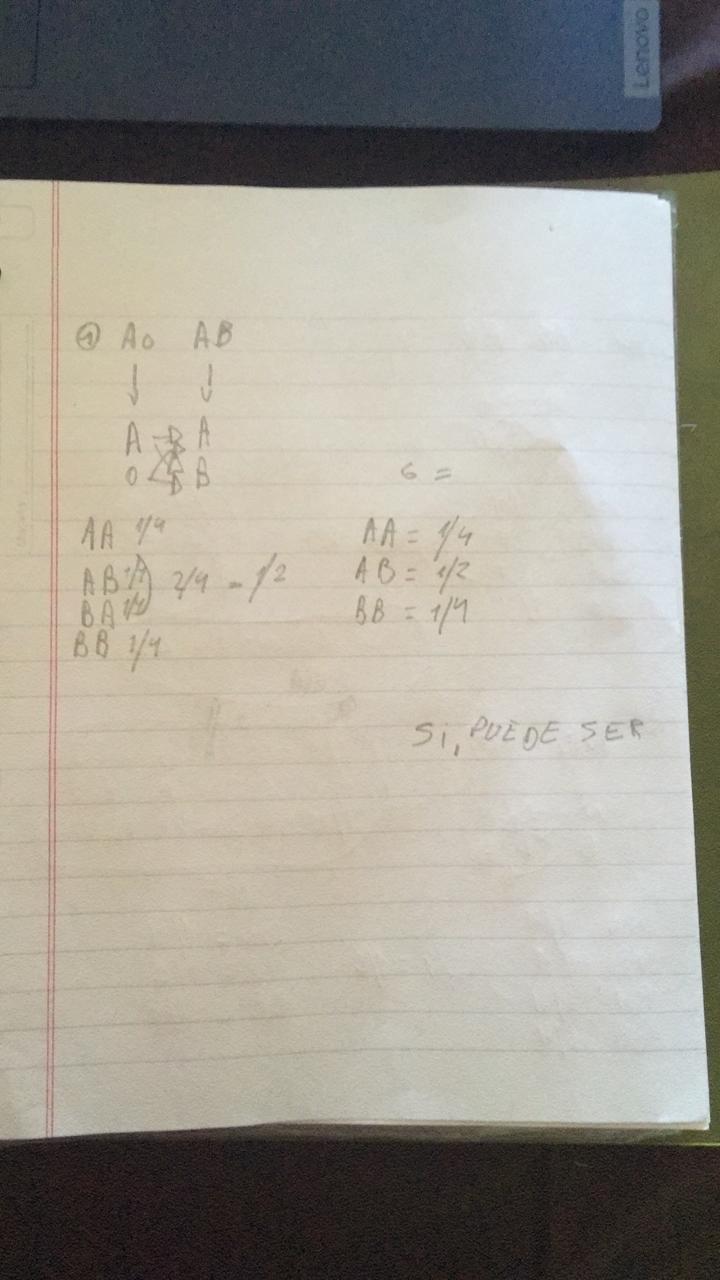 Lenovo
① Ao AB
A A
o B
6 =
AA 1/4
AB 1/4) 2/4 = 1/2
BA 1/4
BB 1/4
AA = 1/4
AB = 1/2
BB = 1/4
Si, PUEDE SER